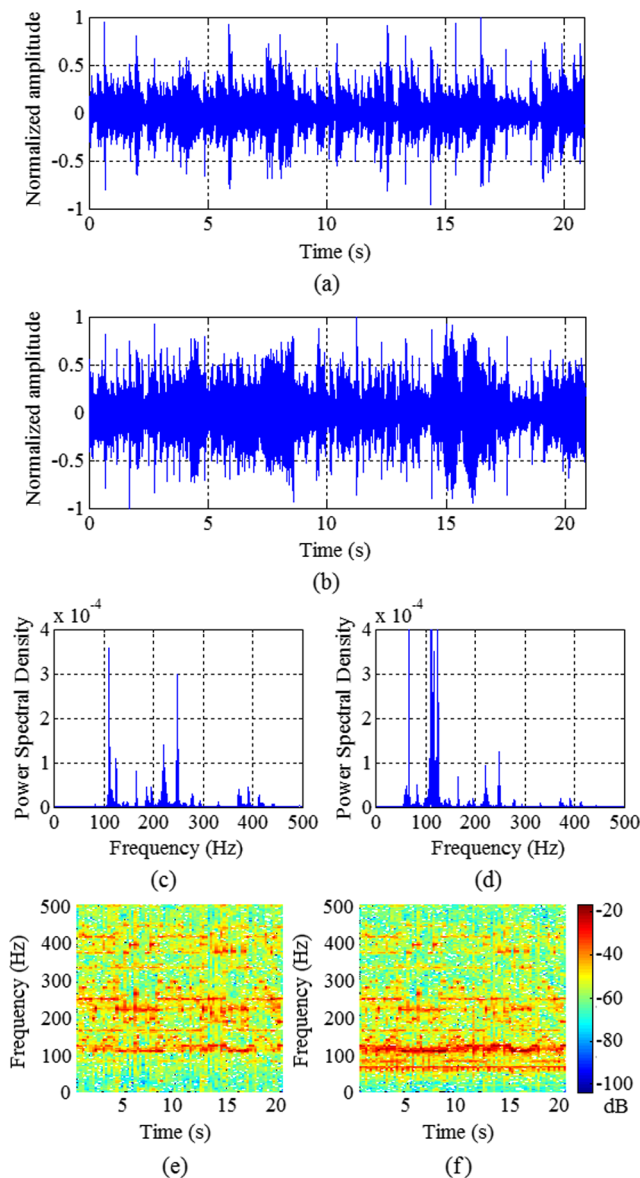 1
0.5
0
-0.5
-1
Normalized amplitude
0 5 10 15 20
Time (s)
(a)
1
0.5
0
-0.5
-1
Normalized amplitude
0 5 10 15 20
Time (s)
(b)
x 10^-4
4
3
2
1
0
Power Spectral Density
0 100 200 300 400 500
Frequency (Hz)
(c)
x 10^-4
4
3
2
1
0
Power Spectral Density
0 100 200 300 400 500
Frequency (Hz)
(d)
500
400
300
200
100
0
Frequency (Hz)
5 10 15 20
Time (s)
(e)
500
400
300
200
100
0
Frequency (Hz)
5 10 15 20
Time (s)
(f)
-20
-40
-60
-80
-100
dB